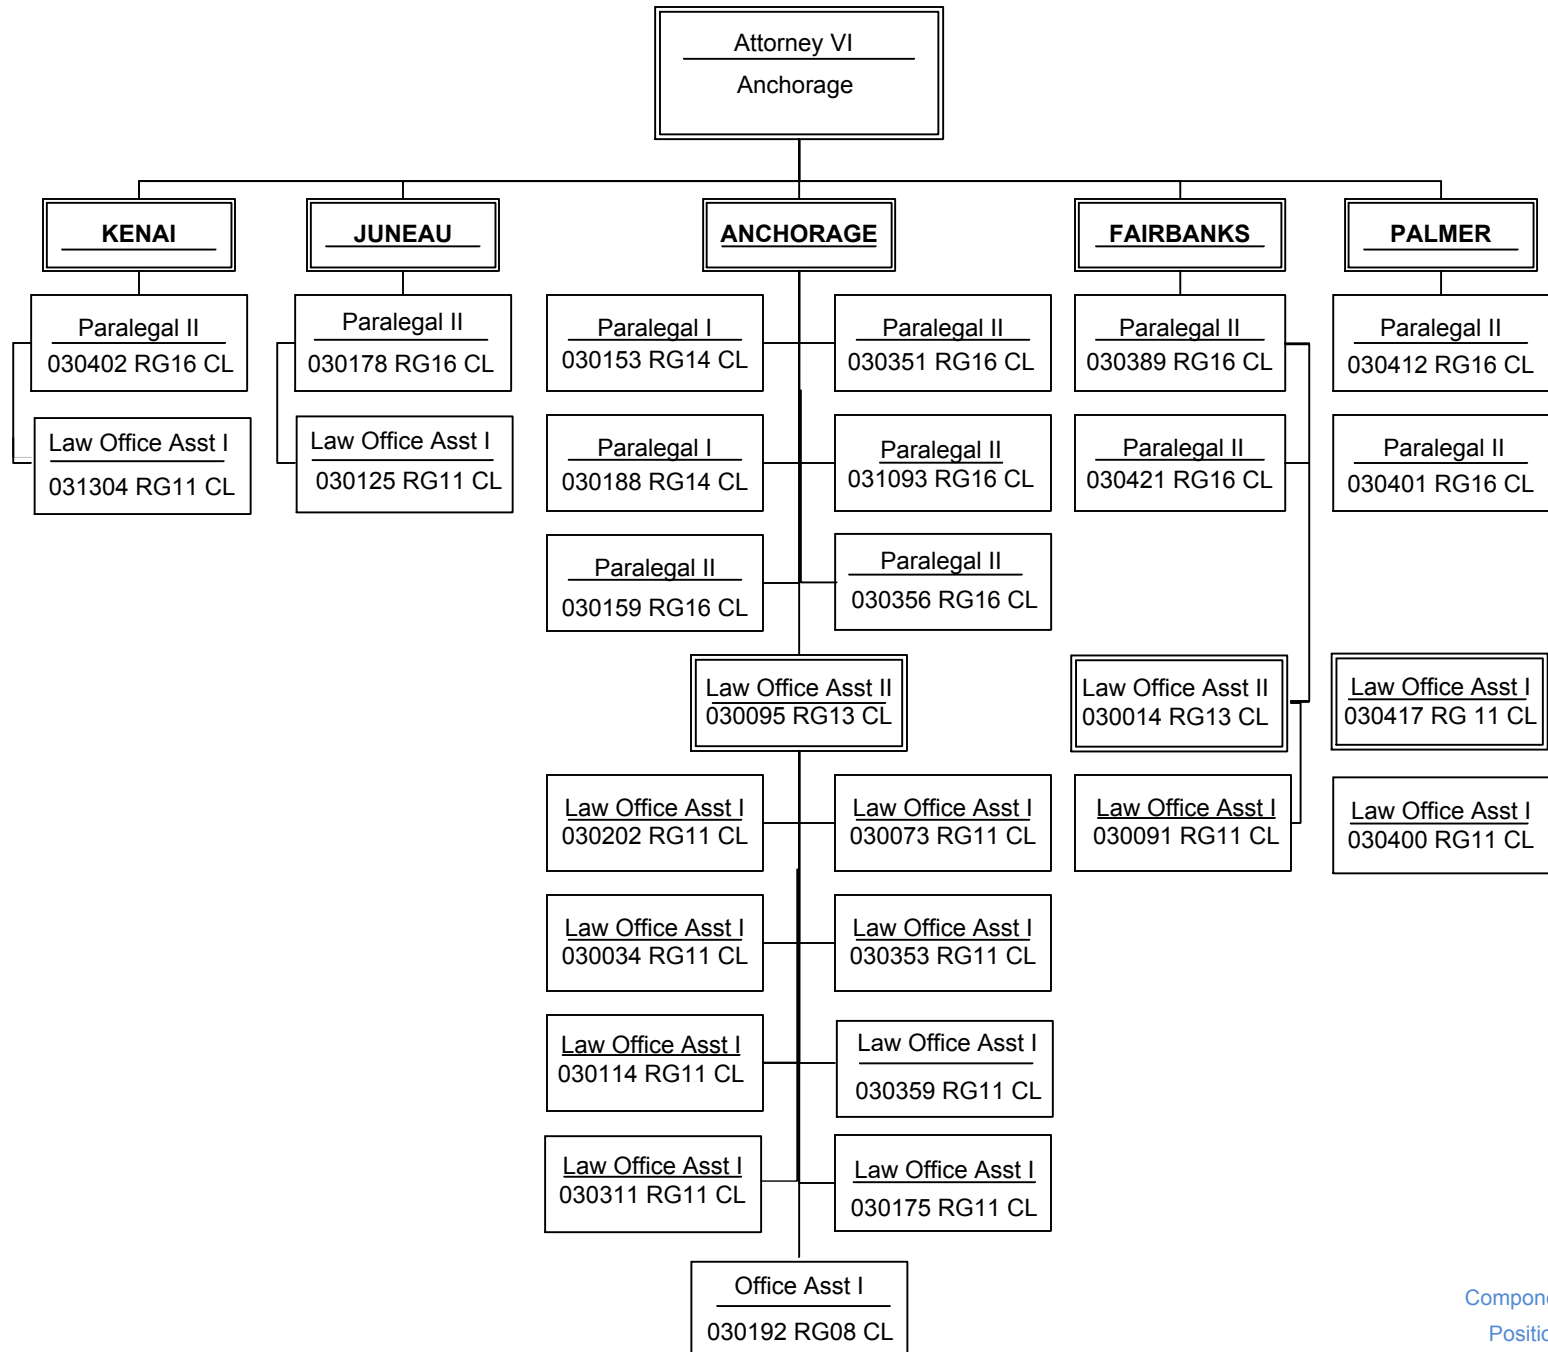 Attorney VI
Anchorage
KENAI
JUNEAU
ANCHORAGE
FAIRBANKS
PALMER
Paralegal II
030402 RG16 CL
Law Office Asst I
031304 RG11 CL
Paralegal II
030178 RG16 CL
Law Office Asst I
030125 RG11 CL
Paralegal I
030153 RG14 CL
Paralegal II
030351 RG16 CL
Paralegal I
030188 RG14 CL
Paralegal II
031093 RG16 CL
Paralegal II
030159 RG16 CL
Paralegal II
030356 RG16 CL
Law Office Asst II
030095 RG13 CL
Law Office Asst I
030202 RG11 CL
Law Office Asst I
030073 RG11 CL
Law Office Asst I
030034 RG11 CL
Law Office Asst I
030353 RG11 CL
Law Office Asst I
030114 RG11 CL
Law Office Asst I
030359 RG11 CL
Law Office Asst I
030311 RG11 CL
Law Office Asst I
030175 RG11 CL
Office Asst I
030192 RG08 CL
Paralegal II
030389 RG16 CL
Paralegal II
030421 RG16 CL
Law Office Asst II
030014 RG13 CL
Law Office Asst I
030091 RG11 CL
Paralegal II
030412 RG16 CL
Paralegal II
030401 RG16 CL
Law Office Asst I
030417 RG 11 CL
Law Office Asst I
030400 RG11 CL